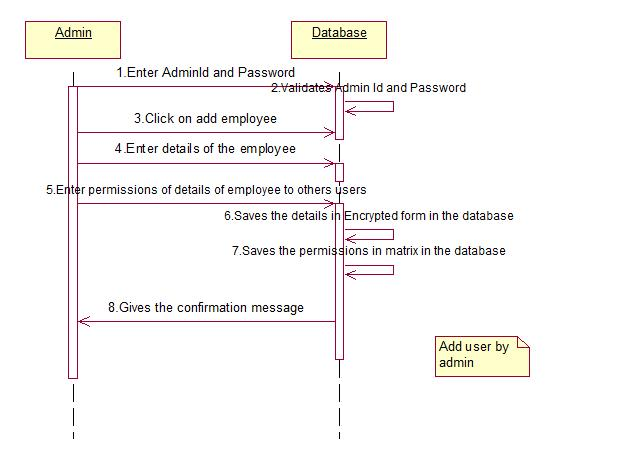 Admin
Database
1.Enter AdminId and Password
2.Validates Admin Id and Password
3.Click on add employee
4.Enter details of the employee
5.Enter permissions of details of employee to others users
6.Saves the details in Encrypted form in the database
7.Saves the permissions in matrix in the database
8.Gives the confirmation message
Add user by
admin